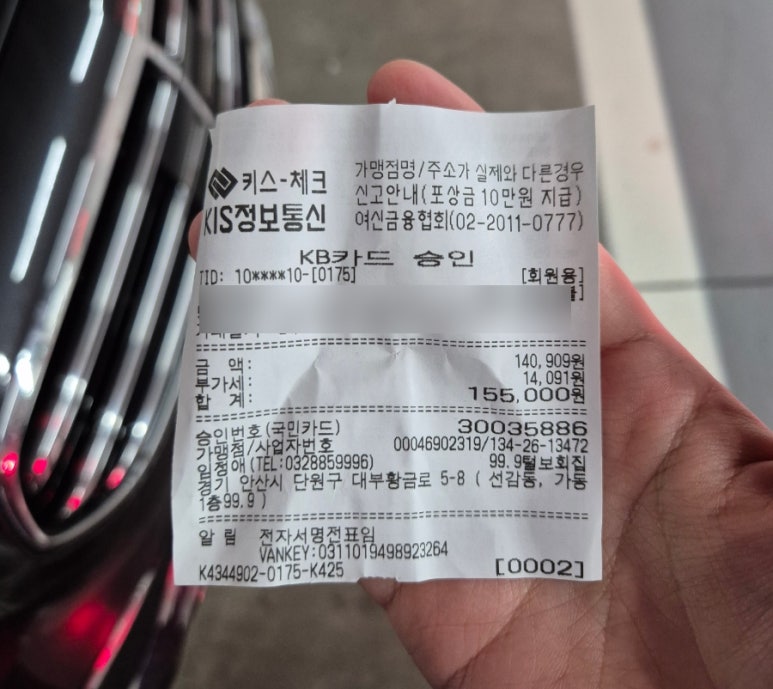 키스-체크
KIS정보통신
가맹점명/주소가 실제와 다른경우
신고안내(포상금 10만원 지급)
여신금융협회(02-2011-0777)
KB카드 승인
TID: 10****10-[0175] [회원용]
금 액: 140,909원
부가세: 14,091원
합 계: 155,000원
승인번호(국민카드) 30035886
가맹점/사업자번호 00046902319/134-26-13472
임정애(TEL:0328859996) 99.9털보회집
경기 안산시 단원구 대부황금로 5-8 ( 선감동, 가동
1층99.9 )
알 림 전자서명전표임
VANKEY:0311019498923264
K4344902-0175-K425 [0002]